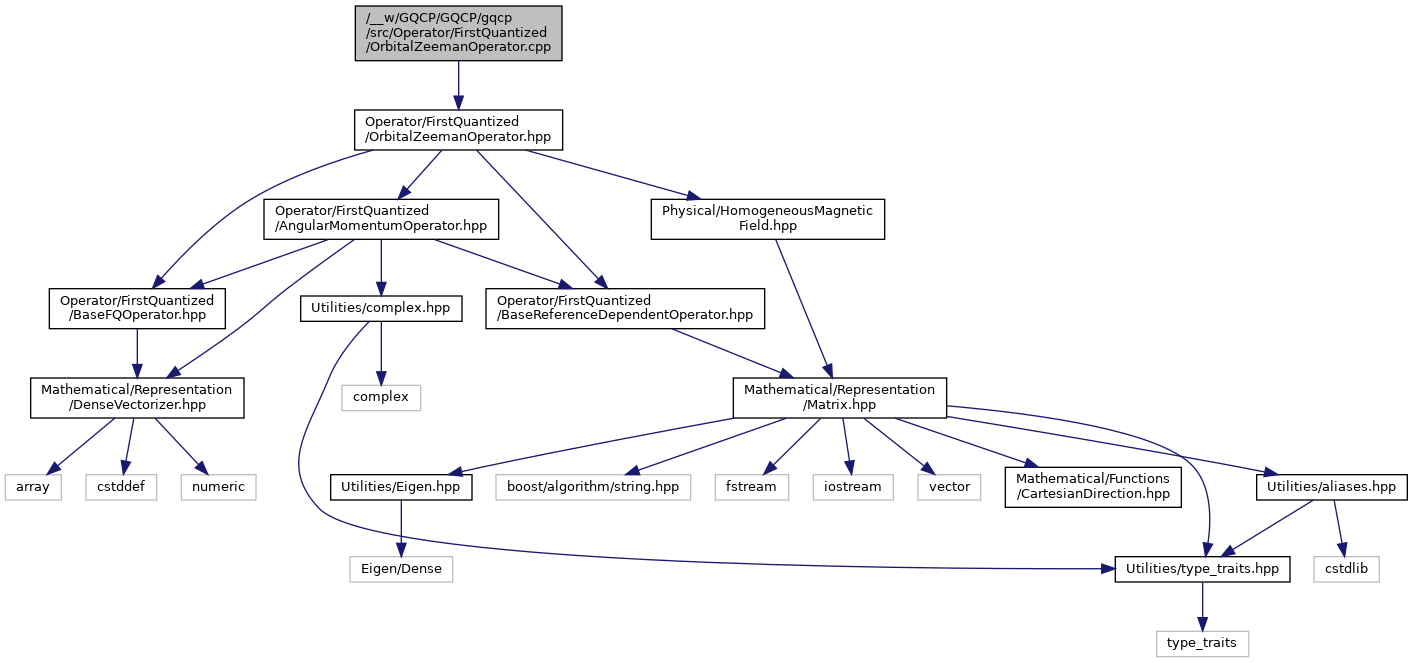 /__w/GQCP/GQCP/gqcp
/src/Operator/FirstQuantized
/OrbitalZeemanOperator.cpp
Operator/FirstQuantized
/OrbitalZeemanOperator.hpp
Operator/FirstQuantized
/AngularMomentumOperator.hpp
Physical/HomogeneousMagnetic
Field.hpp
Operator/FirstQuantized
/BaseFQOperator.hpp
Utilities/complex.hpp
Operator/FirstQuantized
/BaseReferenceDependentOperator.hpp
Mathematical/Representation
/DenseVectorizer.hpp
complex
Mathematical/Representation
/Matrix.hpp
array
cstddef
numeric
Utilities/Eigen.hpp
boost/algorithm/string.hpp
fstream
iostream
vector
Mathematical/Functions
/CartesianDirection.hpp
Utilities/aliases.hpp
Eigen/Dense
Utilities/type_traits.hpp
cstdlib
type_traits